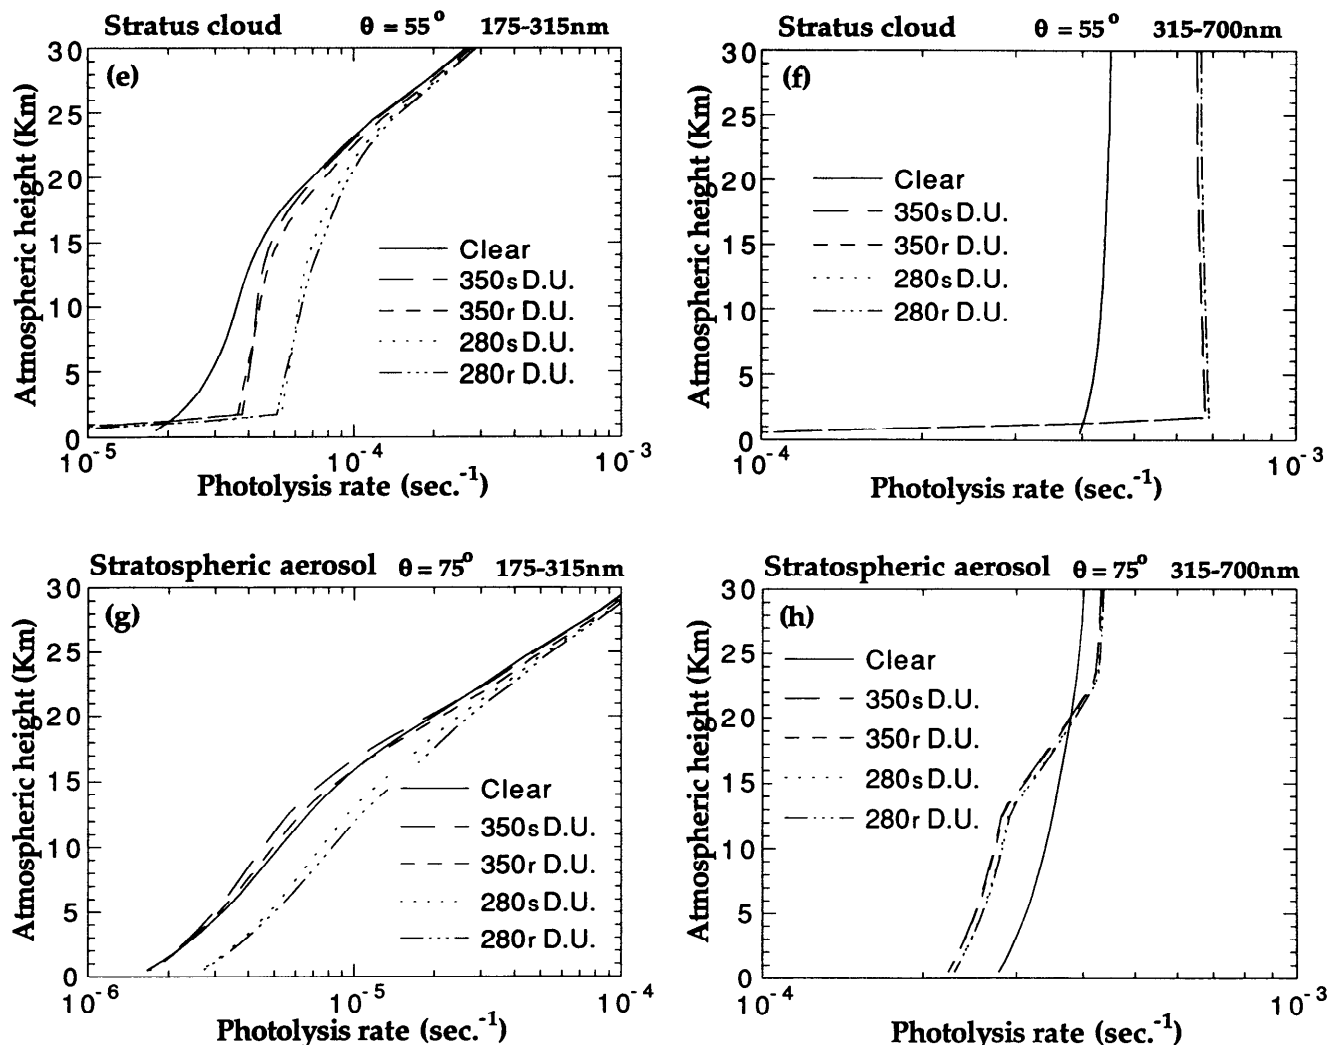 Stratus cloud θ = 55° 175-315nm
(e)
Atmospheric height (Km)
30
25
20
15
10
5
0
Clear
350s D.U.
350r D.U.
280s D.U.
280r D.U.
10^-5 10^-4 10^-3
Photolysis rate (sec.^-1)
Stratus cloud θ = 55° 315-700nm
(f)
Atmospheric height (Km)
30
25
20
15
10
5
0
Clear
350s D.U.
350r D.U.
280s D.U.
280r D.U.
10^-4 10^-3
Photolysis rate (sec.^-1)
Stratospheric aerosol θ = 75° 175-315nm
(g)
Atmospheric height (Km)
30
25
20
15
10
5
0
Clear
350s D.U.
350r D.U.
280s D.U.
280r D.U.
10^-6 10^-5 10^-4
Photolysis rate (sec.^-1)
Stratospheric aerosol θ = 75° 315-700nm
(h)
Atmospheric height (Km)
30
25
20
15
10
5
0
Clear
350s D.U.
350r D.U.
280s D.U.
280r D.U.
10^-4 10^-3
Photolysis rate (sec.^-1)